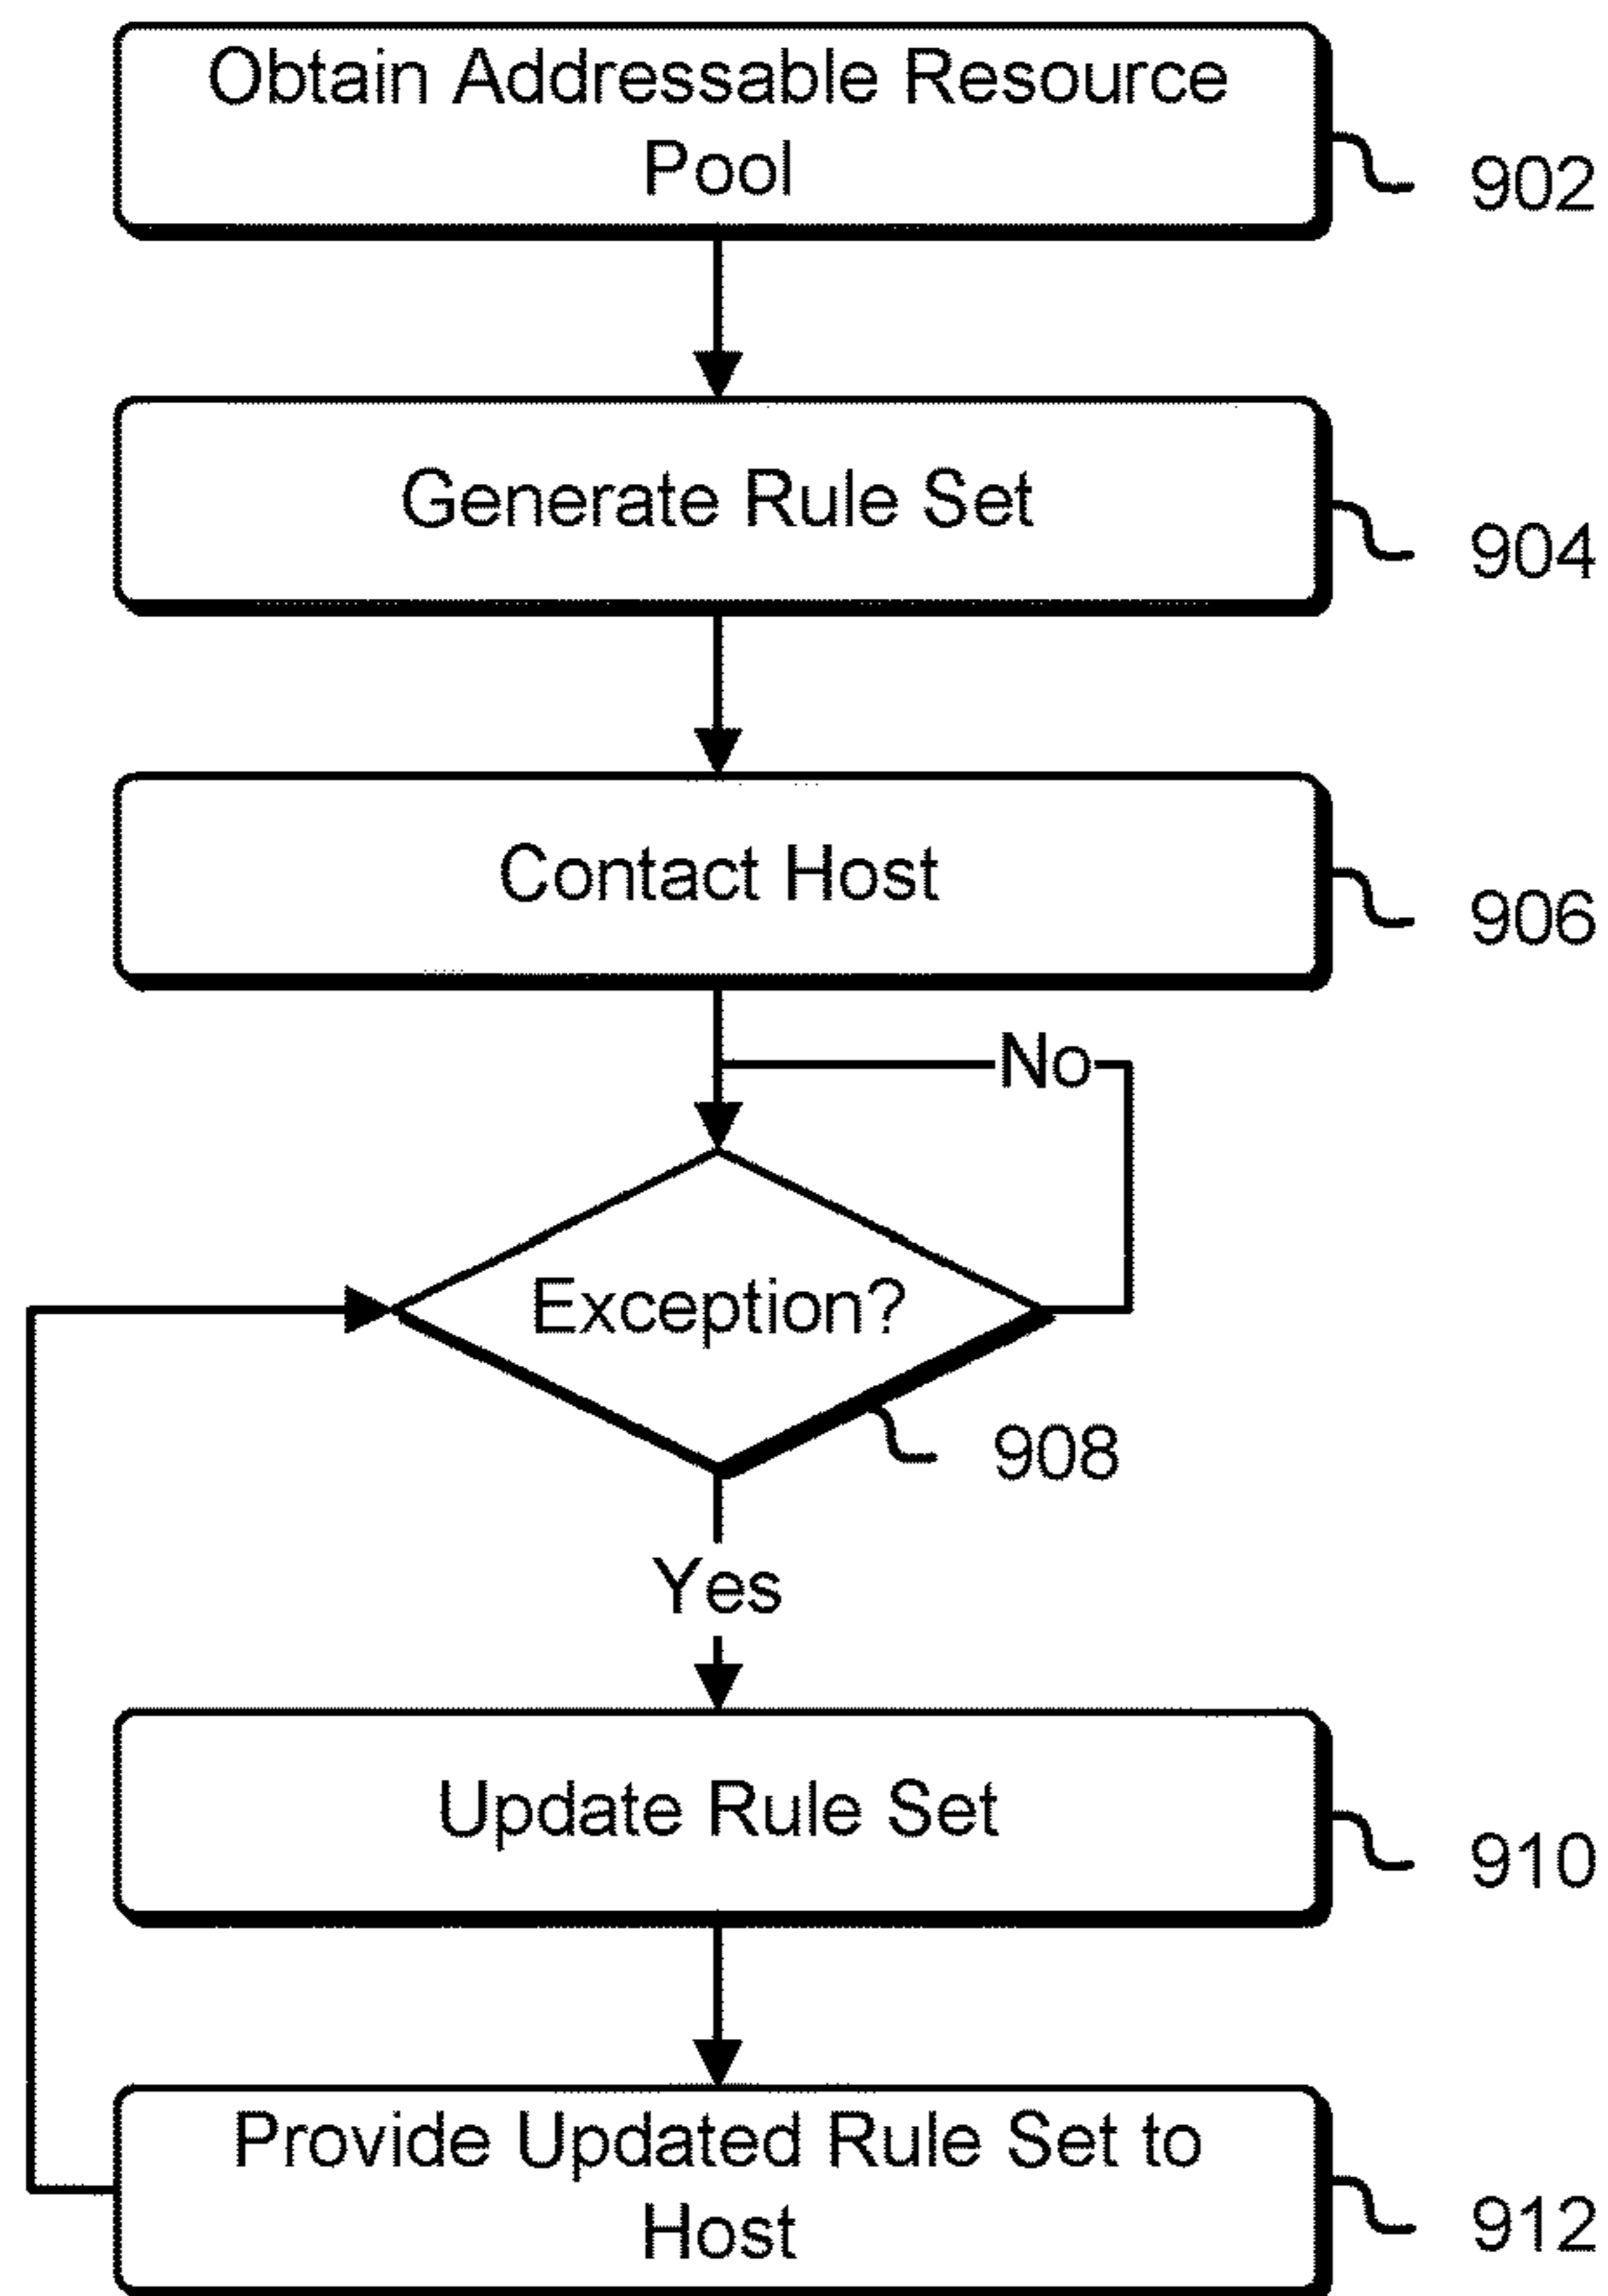 Obtain Addressable Resource
Pool
902
Generate Rule Set
904
Contact Host
906
No
Exception?
908
Yes
Update Rule Set
910
Provide Updated Rule Set to
Host
912